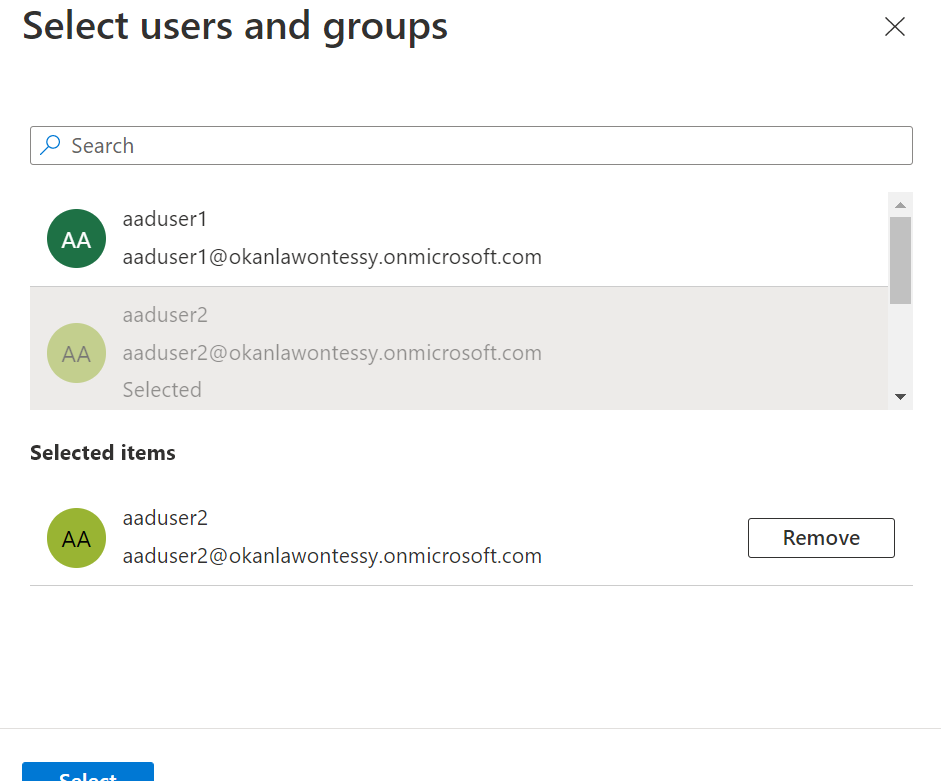 Select users and groups
Search
AA
aaduser1
aaduser1@okanlawontessy.onmicrosoft.com
AA
aaduser2
aaduser2@okanlawontessy.onmicrosoft.com
Selected
Selected items
AA
aaduser2
aaduser2@okanlawontessy.onmicrosoft.com
Remove
Select